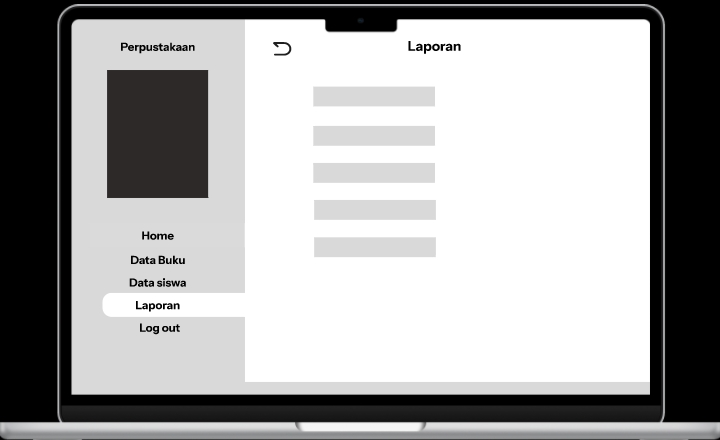 Perpustakaan
Laporan
Home
Data Buku
Data siswa
Laporan
Log out